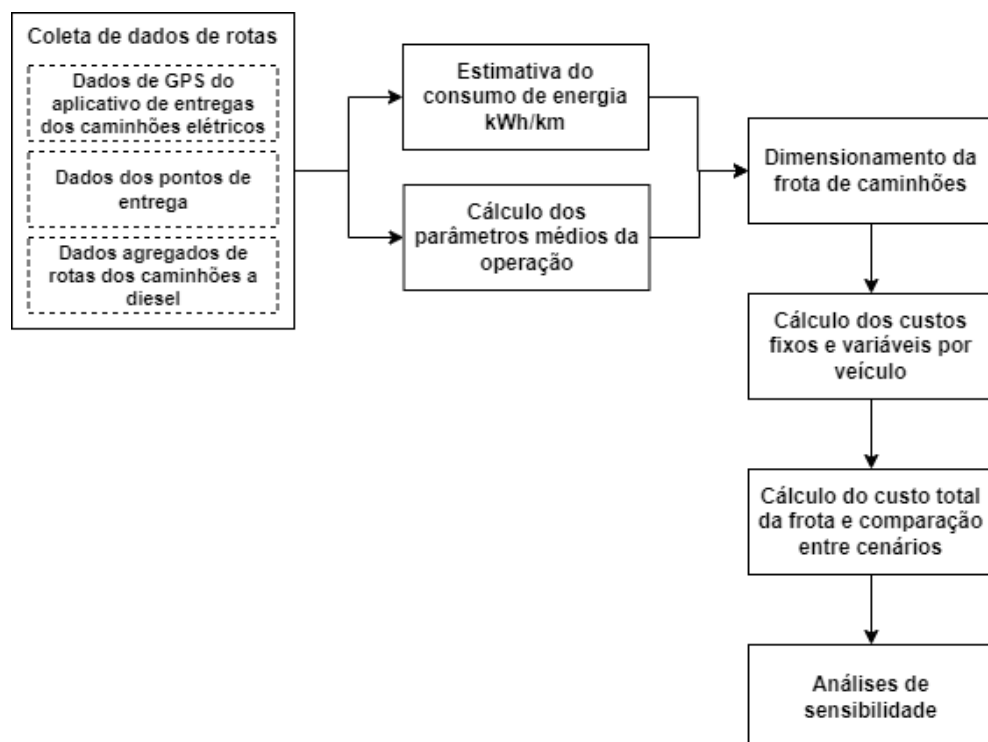 Coleta de dados de rotas
Dados de GPS do
aplicativo de entregas
dos caminhões elétricos
Dados dos pontos de
entrega
Dados agregados de
rotas dos caminhões a
diesel
Estimativa do
consumo de energia
kWh/km
Cálculo dos
parâmetros médios da
operação
Dimensionamento da
frota de caminhões
Cálculo dos custos
fixos e variáveis por
veículo
Cálculo do custo total
da frota e comparação
entre cenários
Análises de
sensibilidade